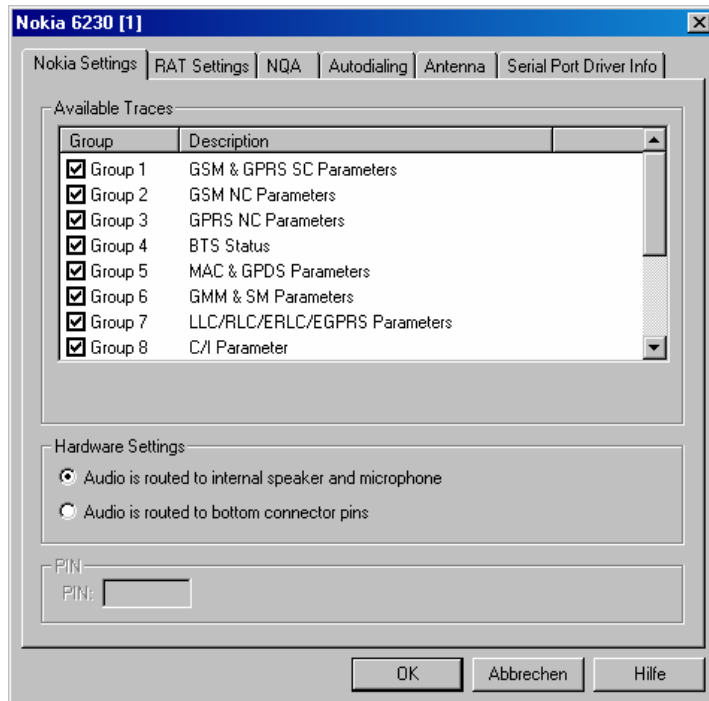 Nokia 6230 [1]
Nokia Settings RAT Settings NQA Autodialing Antenna Serial Port Driver Info
Available Traces
Group Description
Group 1 GSM & GPRS SC Parameters
Group 2 GSM NC Parameters
Group 3 GPRS NC Parameters
Group 4 BTS Status
Group 5 MAC & GPDS Parameters
Group 6 GMM & SM Parameters
Group 7 LLC/RLC/ERLC/EGPRS Parameters
Group 8 C/I Parameter
Hardware Settings
Audio is routed to internal speaker and microphone
Audio is routed to bottom connector pins
PIN
PIN:
OK Abbrechen Hilfe